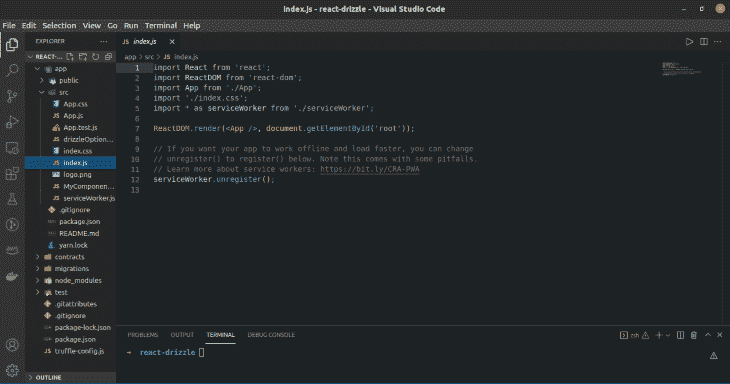 index.js - react-drizzle - Visual Studio Code
File Edit Selection View Go Run Terminal Help
EXPLORER
REACT-...
app
public
src
App.css
App.js
App.test.js
drizzleOption...
index.css
index.js
logo.png
MyComponen...
serviceWorker.js
.gitignore
package.json
README.md
yarn.lock
contracts
migrations
node_modules
test
.gitattributes
.gitignore
package-lock.json
package.json
truffle-config.js
OUTLINE
JS index.js
app > src > JS index.js
1 import React from 'react';
2 import ReactDOM from 'react-dom';
3 import App from './App';
4 import './index.css';
5 import * as serviceWorker from './serviceWorker';
6
7 ReactDOM.render(<App />, document.getElementById('root'));
8
9 // If you want your app to work offline and load faster, you can change
10 // unregister() to register() below. Note this comes with some pitfalls.
11 // Learn more about service workers: https://bit.ly/CRA-PWA
12 serviceWorker.unregister();
13
PROBLEMS OUTPUT TERMINAL DEBUG CONSOLE
zsh
→ react-drizzle